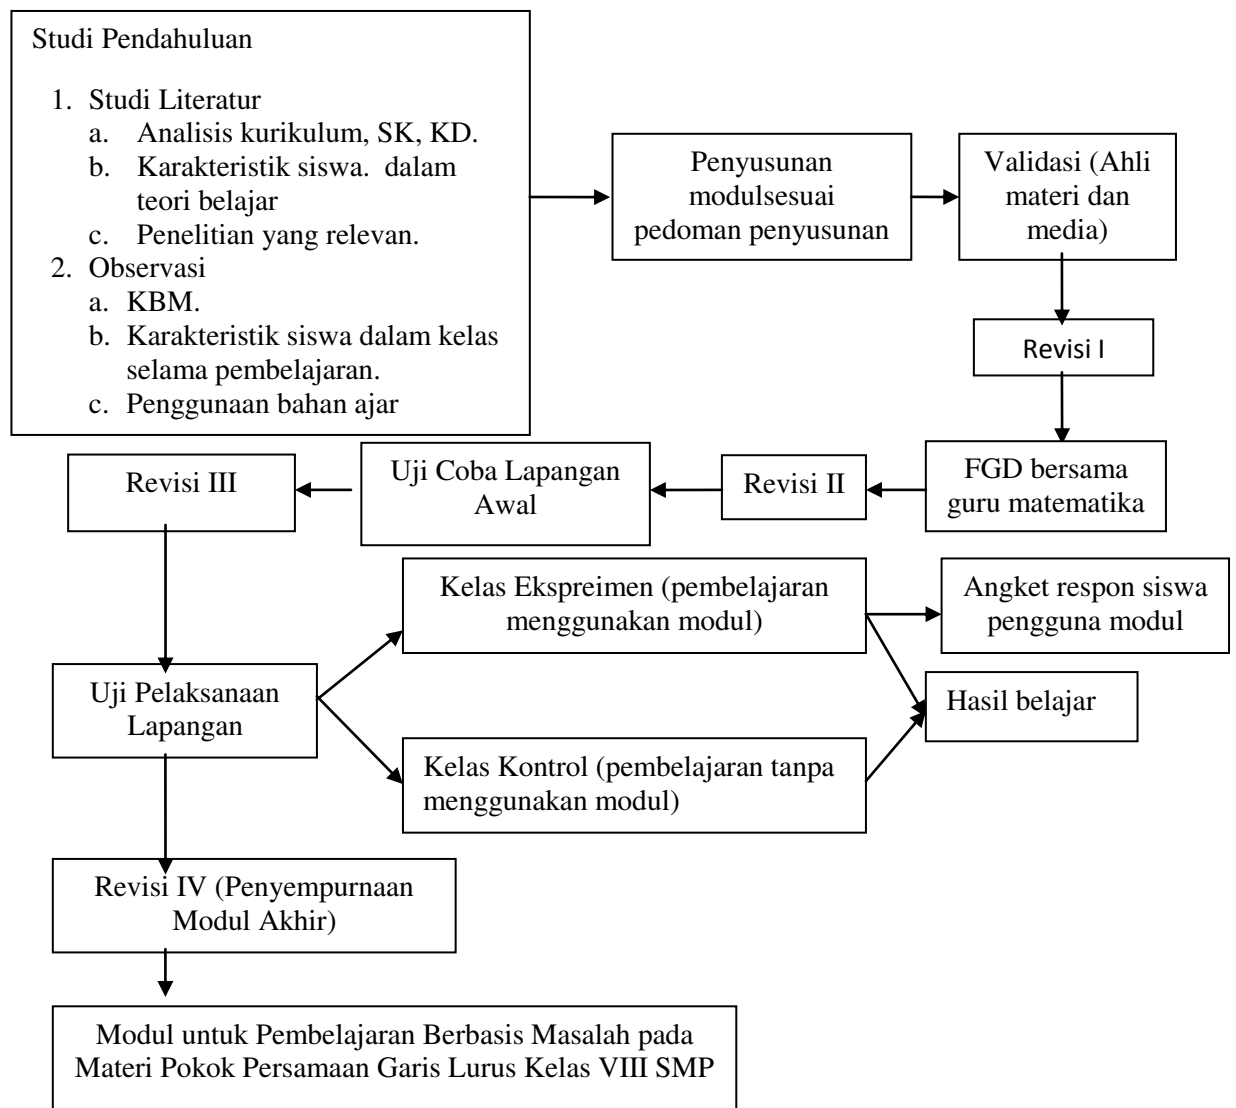 Studi Pendahuluan
1. Studi Literatur
a. Analisis kurikulum, SK, KD.
b. Karakteristik siswa. dalam
teori belajar
c. Penelitian yang relevan.
2. Observasi
a. KBM.
b. Karakteristik siswa dalam kelas
selama pembelajaran.
c. Penggunaan bahan ajar
Penyusunan
modulsesuai
pedoman penyusunan
Validasi (Ahli
materi dan
media)
Revisi I
FGD bersama
guru matematika
Revisi II
Uji Coba Lapangan
Awal
Revisi III
Uji Pelaksanaan
Lapangan
Kelas Ekspreimen (pembelajaran
menggunakan modul)
Kelas Kontrol (pembelajaran tanpa
menggunakan modul)
Angket respon siswa
pengguna modul
Hasil belajar
Revisi IV (Penyempurnaan
Modul Akhir)
Modul untuk Pembelajaran Berbasis Masalah pada
Materi Pokok Persamaan Garis Lurus Kelas VIII SMP